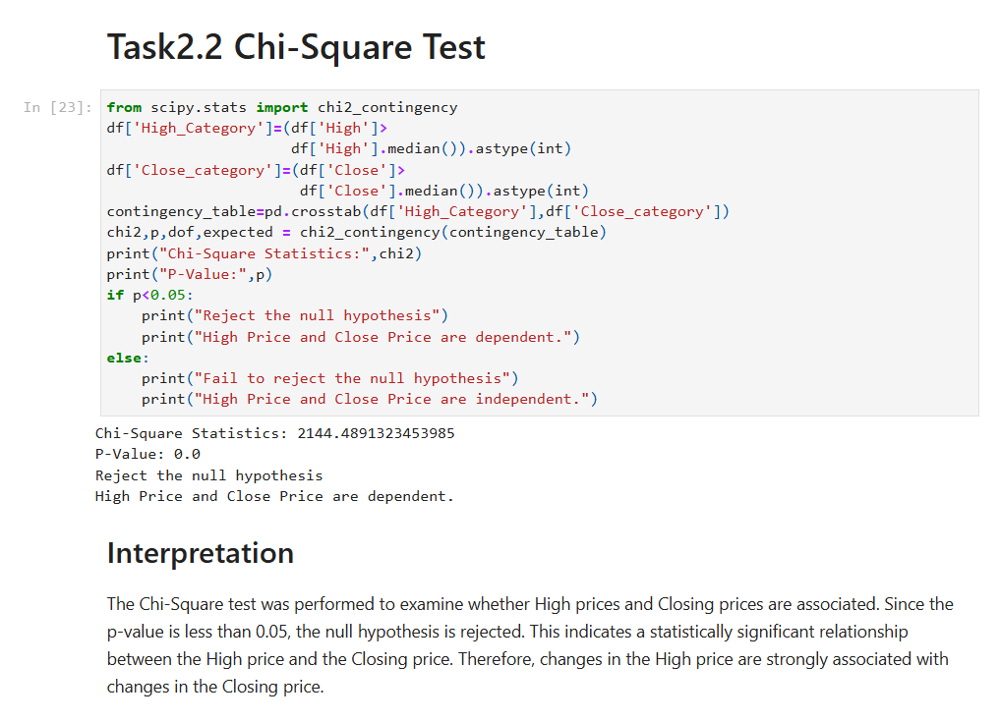 Task2.2 Chi-Square Test
In [23]:
from scipy.stats import chi2_contingency
df['High_Category']=(df['High']>
                     df['High'].median()).astype(int)
df['Close_category']=(df['Close']>
                      df['Close'].median()).astype(int)
contingency_table=pd.crosstab(df['High_Category'],df['Close_category'])
chi2,p,dof,expected = chi2_contingency(contingency_table)
print("Chi-Square Statistics:",chi2)
print("P-Value:",p)
if p<0.05:
    print("Reject the null hypothesis")
    print("High Price and Close Price are dependent.")
else:
    print("Fail to reject the null hypothesis")
    print("High Price and Close Price are independent.")
Chi-Square Statistics: 2144.4891323453985
P-Value: 0.0
Reject the null hypothesis
High Price and Close Price are dependent.
Interpretation
The Chi-Square test was performed to examine whether High prices and Closing prices are associated. Since the
p-value is less than 0.05, the null hypothesis is rejected. This indicates a statistically significant relationship
between the High price and the Closing price. Therefore, changes in the High price are strongly associated with
changes in the Closing price.